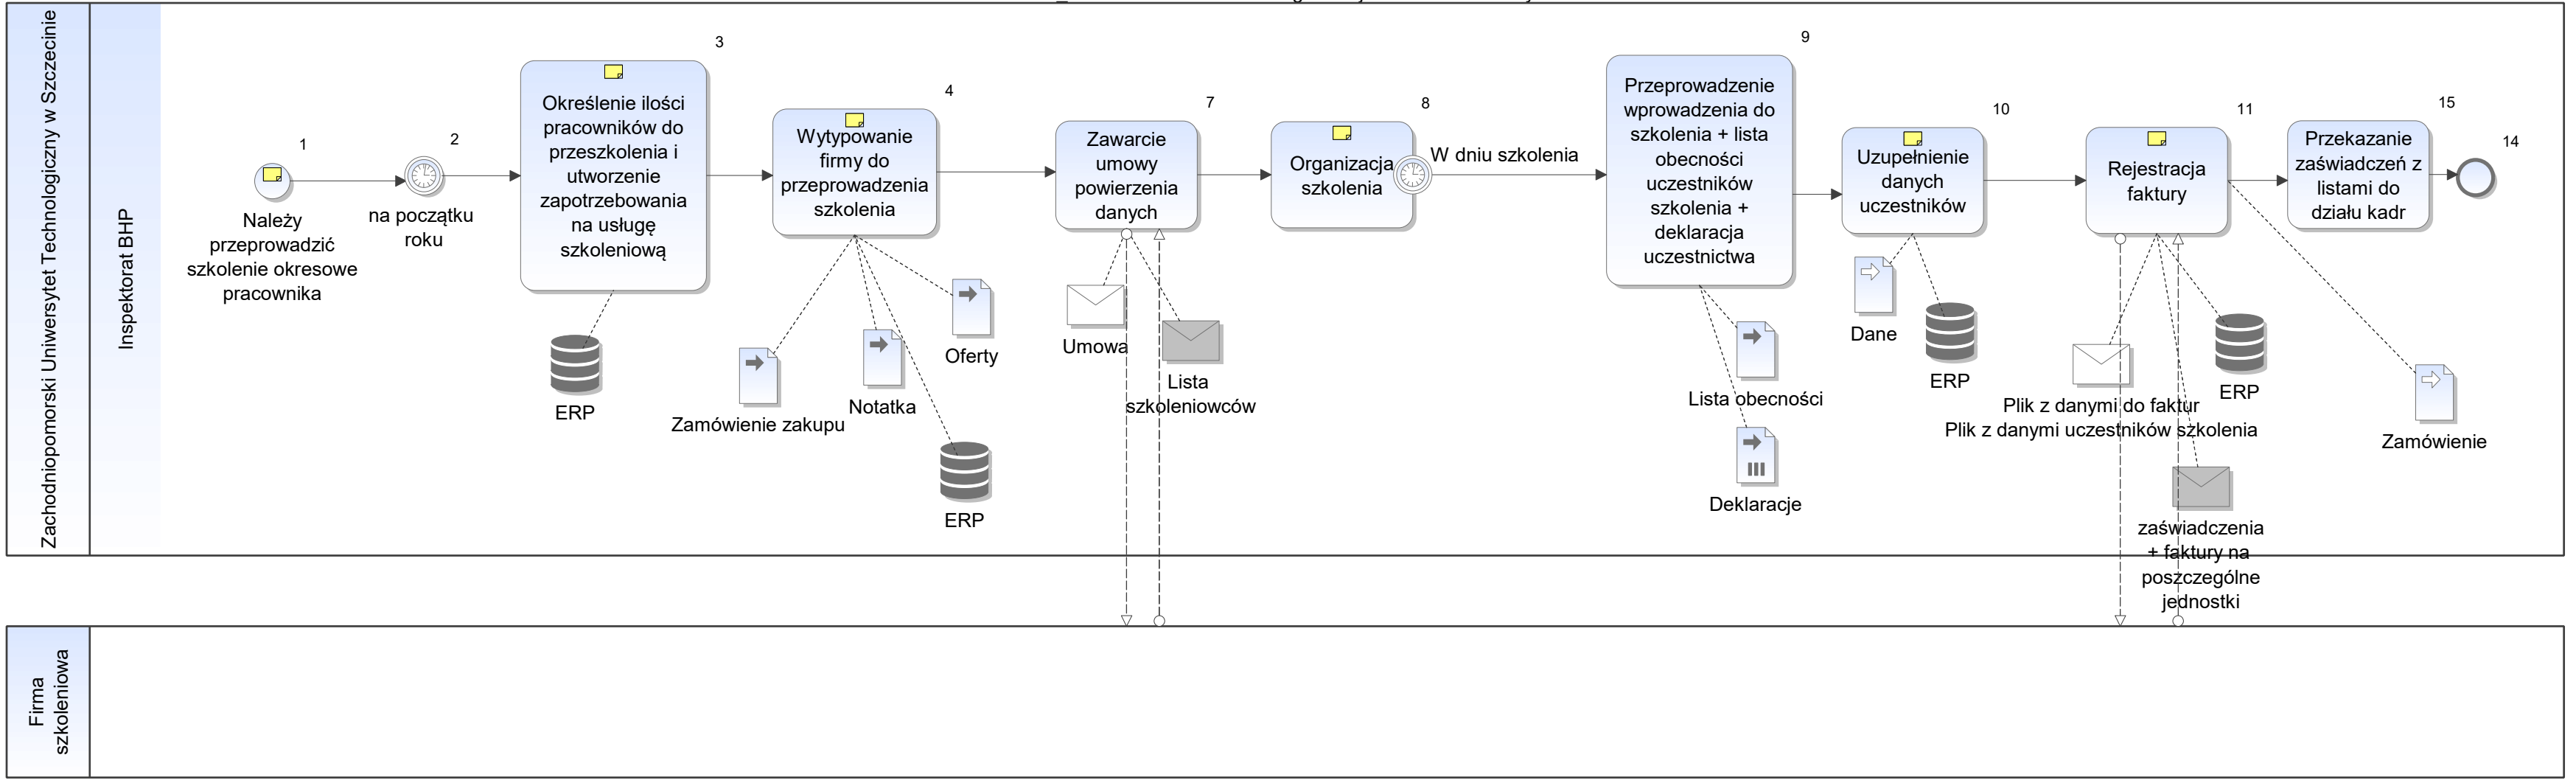 Zachodniopomorski Uniwersytet Technologiczny w Szczecinie
Inspektorat BHP
1
Należy
przeprowadzić
szkolenie okresowe
pracownika
2
na początku
roku
3
Określenie ilości
pracowników do
przeszkolenia i
utworzenie
zapotrzebowania
na usługę
szkoleniową
ERP
4
Wytypowanie
firmy do
przeprowadzenia
szkolenia
Zamówienie zakupu
Notatka
Oferty
ERP
7
Zawarcie
umowy
powierzenia
danych
Umowa
Lista
szkoleniowców
8
Organizacja
szkolenia
W dniu szkolenia
9
Przeprowadzenie
wprowadzenia do
szkolenia + lista
obecności
uczestników
szkolenia +
deklaracja
uczestnictwa
Lista obecności
Deklaracje
10
Uzupełnienie
danych
uczestników
Dane
ERP
11
Rejestracja
faktury
Plik z danymi do faktur
Plik z danymi uczestników szkolenia
ERP
zaświadczenia
+ faktury na
poszczególne
jednostki
Zamówienie
15
Przekazanie
zaświadczeń z
listami do
działu kadr
14
Firma
szkoleniowa